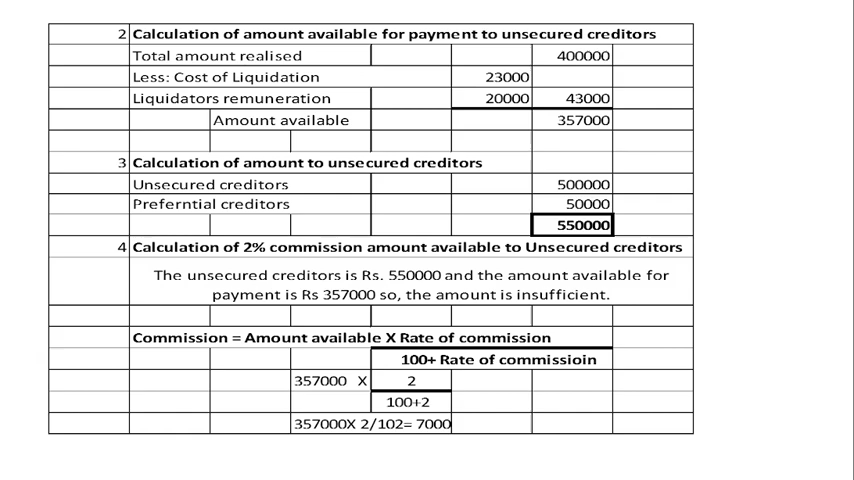 2 Calculation of amount available for payment to unsecured creditors
Total amount realised 400000
Less: Cost of Liquidation 23000
Liquidators remuneration 20000 43000
Amount available 357000
3 Calculation of amount to unsecured creditors
Unsecured creditors 500000
Preferntial creditors 50000
550000
4 Calculation of 2% commission amount available to Unsecured creditors
The unsecured creditors is Rs. 550000 and the amount available for
payment is Rs 357000 so, the amount is insufficient.
Commission = Amount available X Rate of commission
100+ Rate of commissioin
357000 X 2
100+2
357000X 2/102= 7000